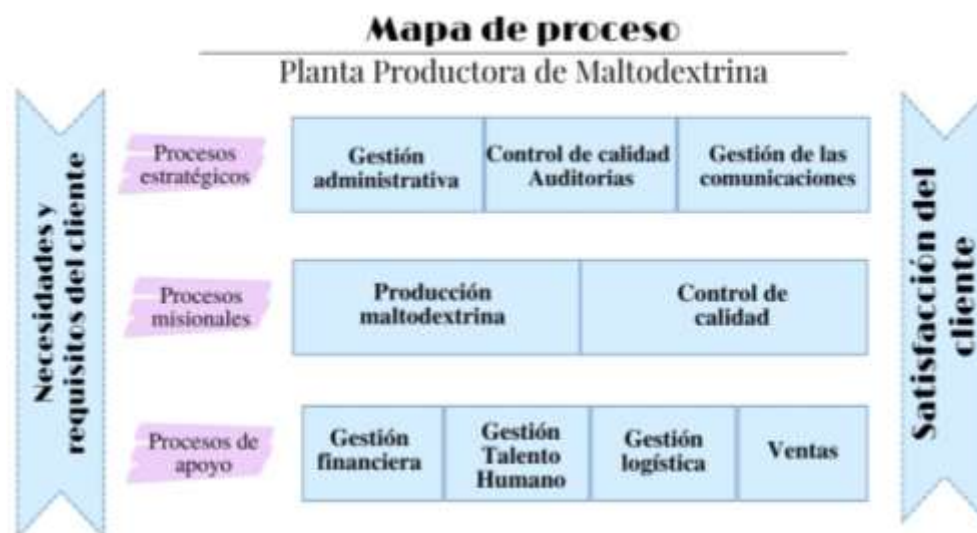 Mapa de proceso
Planta Productora de Maltodextrina
Necesidades y
requisitos del cliente
Procesos
estratégicos
Gestión
administrativa
Control de calidad
Auditorias
Gestión de las
comunicaciones
Procesos
misionales
Producción
maltodextrina
Control de
calidad
Procesos de
apoyo
Gestión
financiera
Gestión
Talento
Humano
Gestión
logística
Ventas
Satisfacción del
cliente